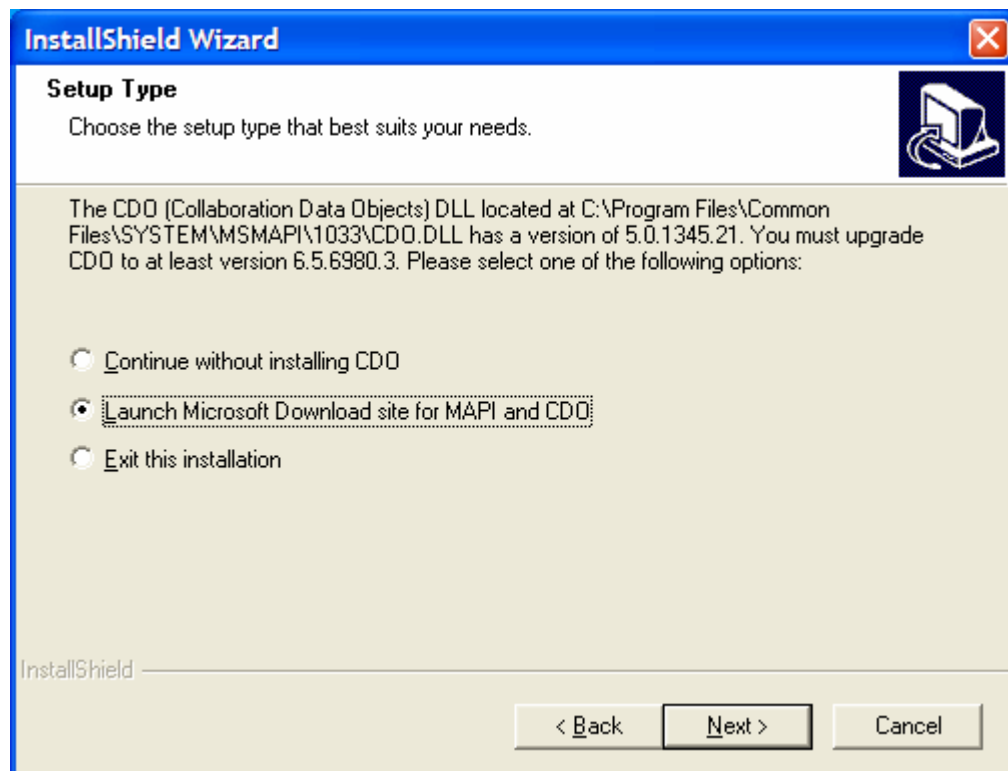 InstallShield Wizard
Setup Type
Choose the setup type that best suits your needs.
The CDO (Collaboration Data Objects) DLL located at C:\Program Files\Common
Files\SYSTEM\MSMAPI\1033\CDO.DLL has a version of 5.0.1345.21. You must upgrade
CDO to at least version 6.5.6980.3. Please select one of the following options:
Continue without installing CDO
Launch Microsoft Download site for MAPI and CDO
Exit this installation
InstallShield
< Back Next > Cancel